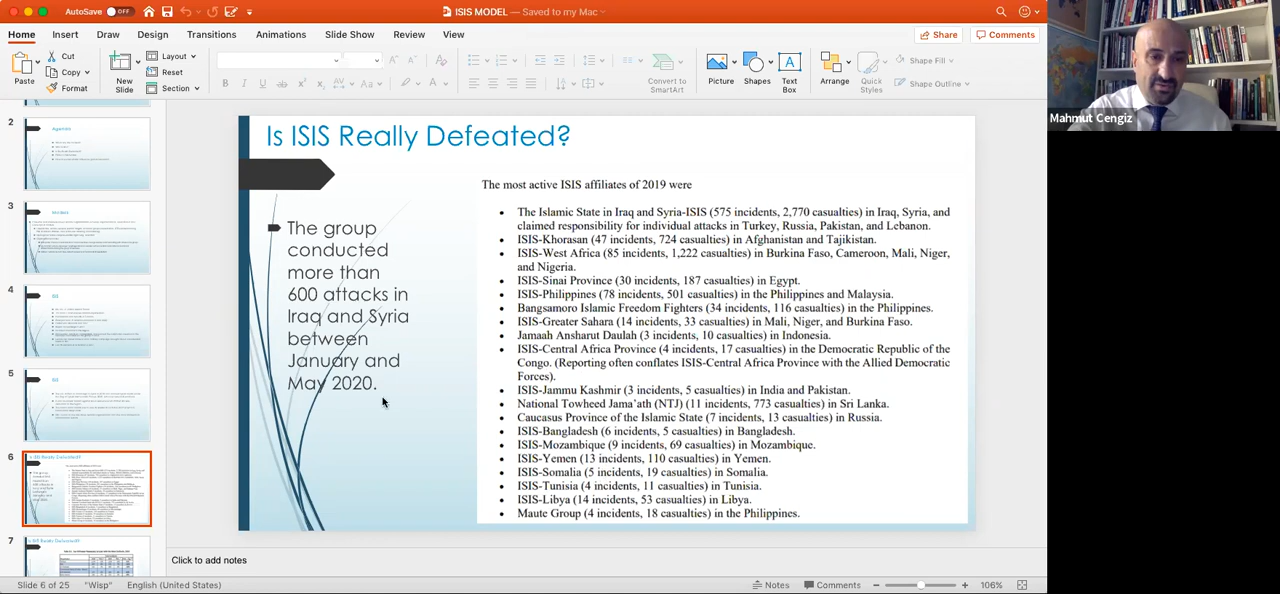 AutoSave OFF
ISIS MODEL — Saved to my Mac
Home Insert Draw Design Transitions Animations Slide Show Review View Share Comments
Paste
Cut
Copy
Format
New Slide
Layout
Reset
Section
Convert to SmartArt
Picture
Shapes
Text Box
Arrange
Quick Styles
Shape Fill
Shape Outline
Mahmut Cengiz
2
Agenda
3
4
5
6
7
Is ISIS Really Defeated?
The group
conducted
more than
600 attacks in
Iraq and Syria
between
January and
May 2020.
The most active ISIS affiliates of 2019 were
• The Islamic State in Iraq and Syria-ISIS (575 incidents, 2,770 casualties) in Iraq, Syria, and
claimed responsibility for individual attacks in Turkey, Russia, Pakistan, and Lebanon.
• ISIS-Khorasan (47 incidents, 724 casualties) in Afghanistan and Tajikistan.
• ISIS-West Africa (85 incidents, 1,222 casualties) in Burkina Faso, Cameroon, Mali, Niger,
and Nigeria.
• ISIS-Sinai Province (30 incidents, 187 casualties) in Egypt.
• ISIS-Philippines (78 incidents, 501 casualties) in the Philippines and Malaysia.
• Bangsamoro Islamic Freedom Fighters (34 incidents, 116 casualties) in the Philippines.
• ISIS-Greater Sahara (14 incidents, 33 casualties) in Mali, Niger, and Burkina Faso.
• Jamaah Ansharut Daulah (3 incidents, 10 casualties) in Indonesia.
• ISIS-Central Africa Province (4 incidents, 17 casualties) in the Democratic Republic of the
Congo. (Reporting often conflates ISIS-Central Africa Province with the Allied Democratic
Forces).
• ISIS-Jammu Kashmir (3 incidents, 5 casualties) in India and Pakistan.
• National Towheed Jama'ath (NTJ) (11 incidents, 773 casualties) in Sri Lanka.
• Caucasus Province of the Islamic State (7 incidents, 13 casualties) in Russia.
• ISIS-Bangladesh (6 incidents, 5 casualties) in Bangladesh.
• ISIS-Mozambique (9 incidents, 69 casualties) in Mozambique.
• ISIS-Yemen (13 incidents, 110 casualties) in Yemen.
• ISIS-Somalia (5 incidents, 19 casualties) in Somalia.
• ISIS-Tunisia (4 incidents, 11 casualties) in Tunisia.
• ISIS-Libya (14 incidents, 53 casualties) in Libya.
• Maute Group (4 incidents, 18 casualties) in the Philippines.
Click to add notes
Slide 6 of 25 "Wisp" English (United States) Notes Comments 106%